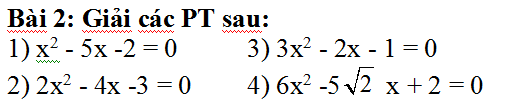 Bài 2: Giải các PT sau:
1) x² - 5x -2 = 0 3) 3x² - 2x - 1 = 0
2) 2x² - 4x -3 = 0 4) 6x² -5√2 x + 2 = 0